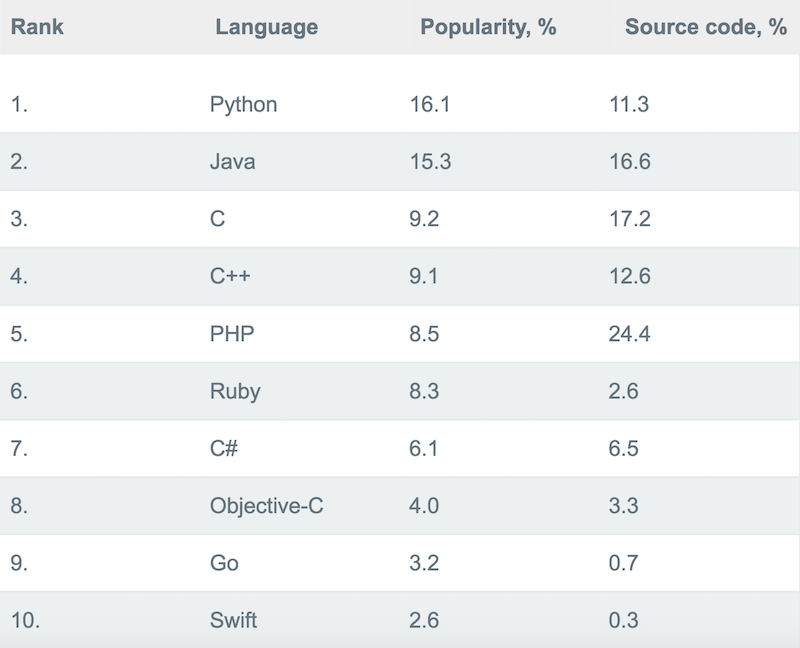 Rank Language Popularity, % Source code, %
1. Python 16.1 11.3
2. Java 15.3 16.6
3. C 9.2 17.2
4. C++ 9.1 12.6
5. PHP 8.5 24.4
6. Ruby 8.3 2.6
7. C# 6.1 6.5
8. Objective-C 4.0 3.3
9. Go 3.2 0.7
10. Swift 2.6 0.3